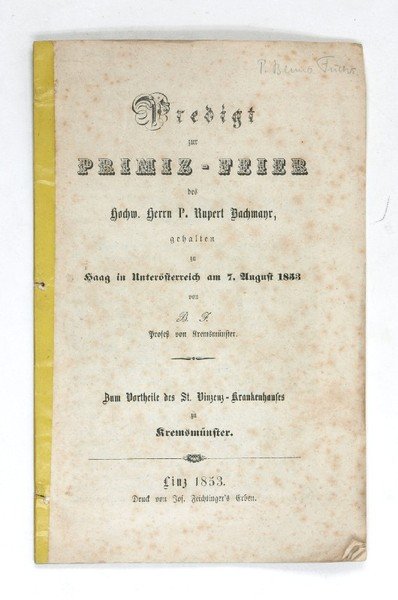 P. Benno
Predigt
zur
PRIMIZ-FEIER
des
Hochw. Herrn P. Rupert Bachmayr,
gehalten
zu
Haag in Unterösterreich am 7. August 1853
von
B. F.
Profeß von Kremsmünster.
Zum Vortheile des St. Vinzenz-Krankenhauses
zu
Kremsmünster.
Linz 1853.
Druck von Jos. Feichtinger's Erben.